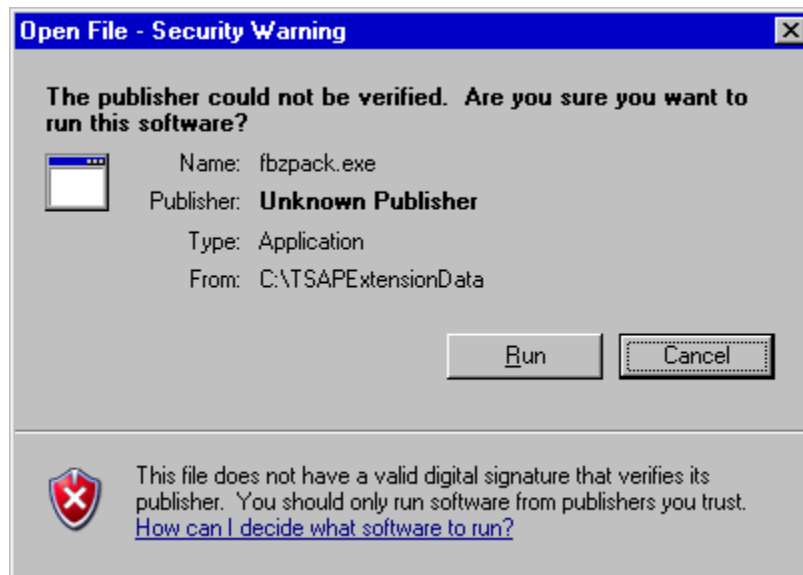 Open File - Security Warning
The publisher could not be verified.  Are you sure you want to
run this software?
Name: fbzpack.exe
Publisher: Unknown Publisher
Type: Application
From: C:\TSAPExtensionData
Run Cancel
This file does not have a valid digital signature that verifies its
publisher.  You should only run software from publishers you trust.
How can I decide what software to run?